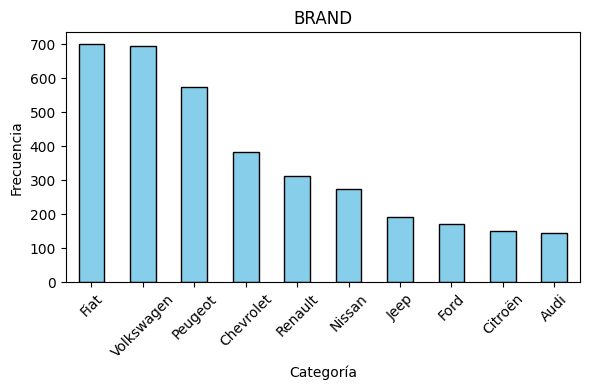 BRAND
Frecuencia
700
600
500
400
300
200
100
0
Fiat
Volkswagen
Peugeot
Chevrolet
Renault
Nissan
Jeep
Ford
Citroën
Audi
Categoría